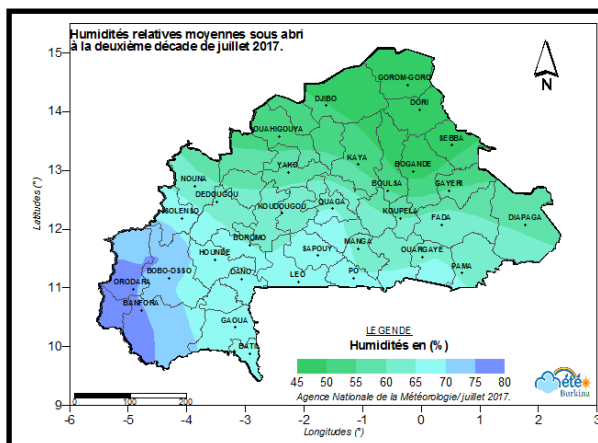 Humidités relatives moyennes sous abri
à la deuxième décade de juillet 2017.
N
15
14
13
12
11
10
9
Latitudes (°)
GOROM-GORO
DJIBO
DORI
OUAHIGOUYA
SEBBA
YAKO
KAYA
BOGANDE
NOUNA
DEDOUGOU
BOULSA
GAYERI
SOLENSO
KOUDOUGOU
OUAGA
KOUPELA
FADA
DIAPAGA
BOROMO
HOUNDE
SAPOUY
MANGA
OUARGAYE
ORODARA
BOBO-DSSO
DANO
LEO
PO
PAMA
BANFORA
GAOUA
BATIE
LEGENDE
Humidités en (%)
45 50 55 60 65 70 75 80
Agence Nationale de la Météorologie/ juillet 2017.
Météo
Burkina
0 100 200
-6 -5 -4 -3 -2 -1 0 1 2 3
Longitudes (°)